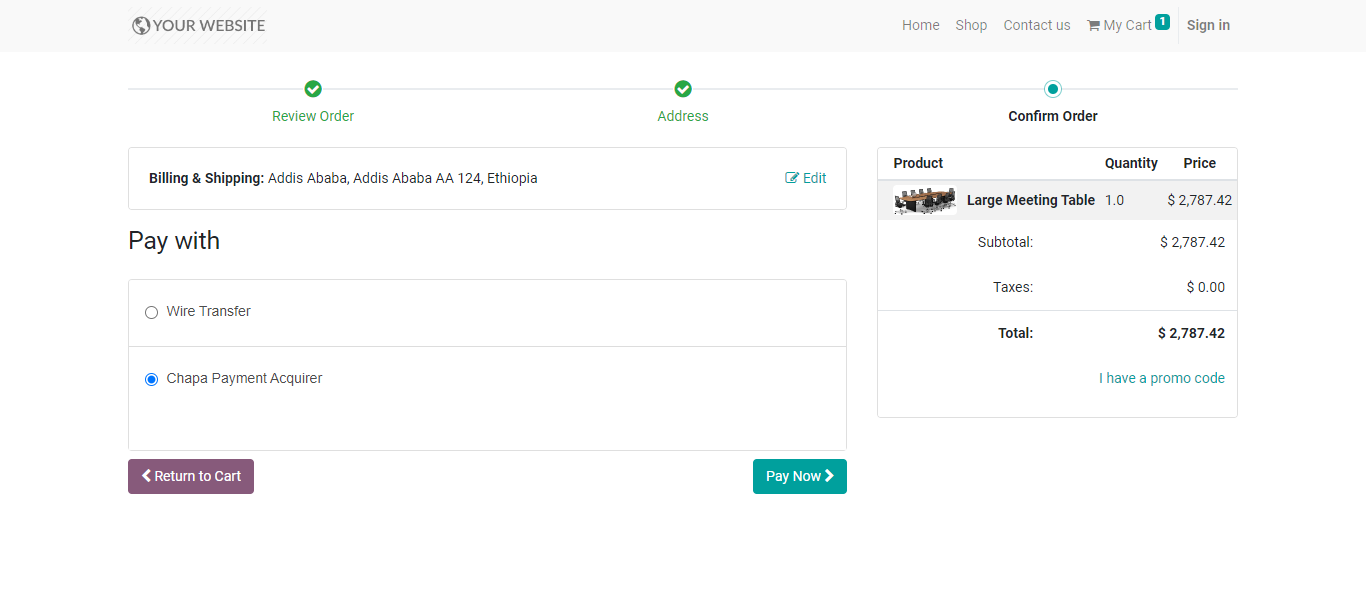 YOUR WEBSITE
Home Shop Contact us My Cart 1 Sign in
Review Order Address Confirm Order
Billing & Shipping: Addis Ababa, Addis Ababa AA 124, Ethiopia Edit
Pay with
Wire Transfer
Chapa Payment Acquirer
Return to Cart Pay Now
Product Quantity Price
Large Meeting Table 1.0 $ 2,787.42
Subtotal: $ 2,787.42
Taxes: $ 0.00
Total: $ 2,787.42
I have a promo code